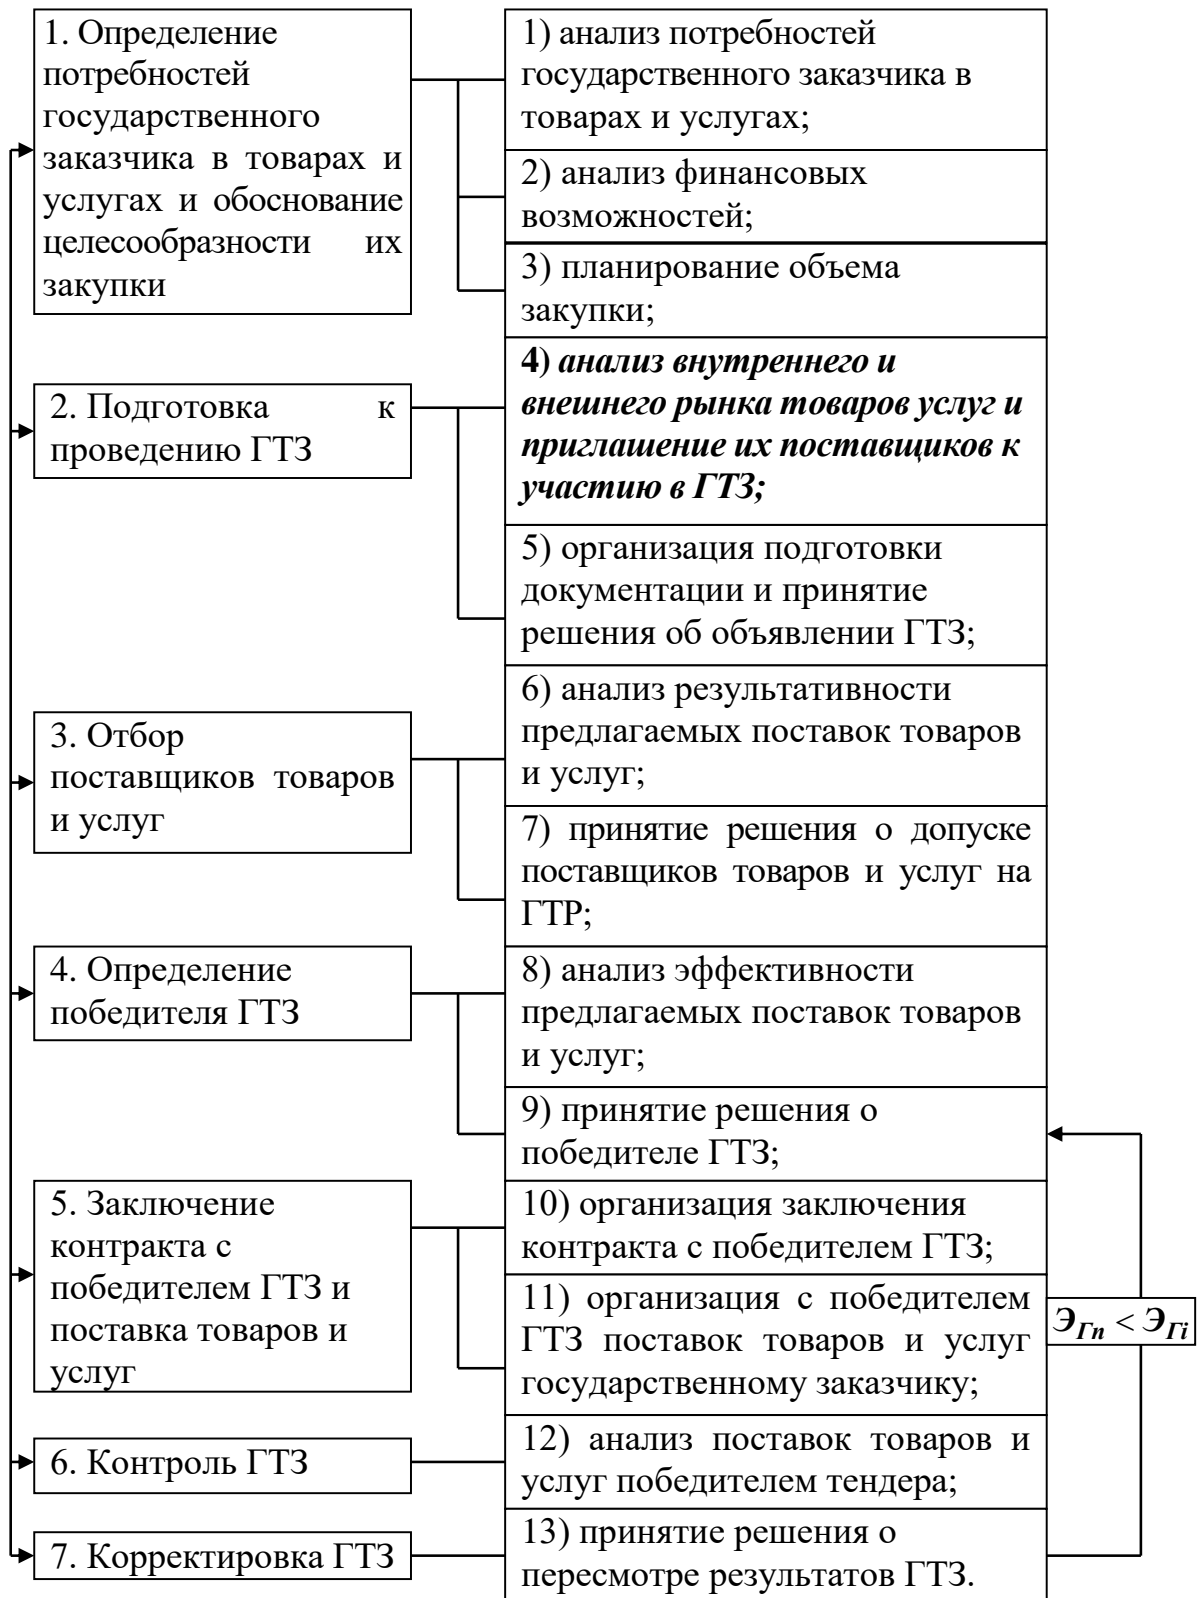 1. Определение
потребностей
государственного
заказчика в товарах и
услугах и обоснование
целесообразности их
закупки
1) анализ потребностей
государственного заказчика в
товарах и услугах;
2) анализ финансовых
возможностей;
3) планирование объема
закупки;
2. Подготовка к
проведению ГТЗ
4) анализ внутреннего и
внешнего рынка товаров услуг и
приглашение их поставщиков к
участию в ГТЗ;
5) организация подготовки
документации и принятие
решения об объявлении ГТЗ;
3. Отбор
поставщиков товаров
и услуг
6) анализ результативности
предлагаемых поставок товаров
и услуг;
7) принятие решения о допуске
поставщиков товаров и услуг на
ГТР;
4. Определение
победителя ГТЗ
8) анализ эффективности
предлагаемых поставок товаров
и услуг;
9) принятие решения о
победителе ГТЗ;
5. Заключение
контракта с
победителем ГТЗ и
поставка товаров и
услуг
10) организация заключения
контракта с победителем ГТЗ;
11) организация с победителем
ГТЗ поставок товаров и услуг
государственному заказчику;
Э_Гп < Э_Гi
6. Контроль ГТЗ
12) анализ поставок товаров и
услуг победителем тендера;
7. Корректировка ГТЗ
13) принятие решения о
пересмотре результатов ГТЗ.